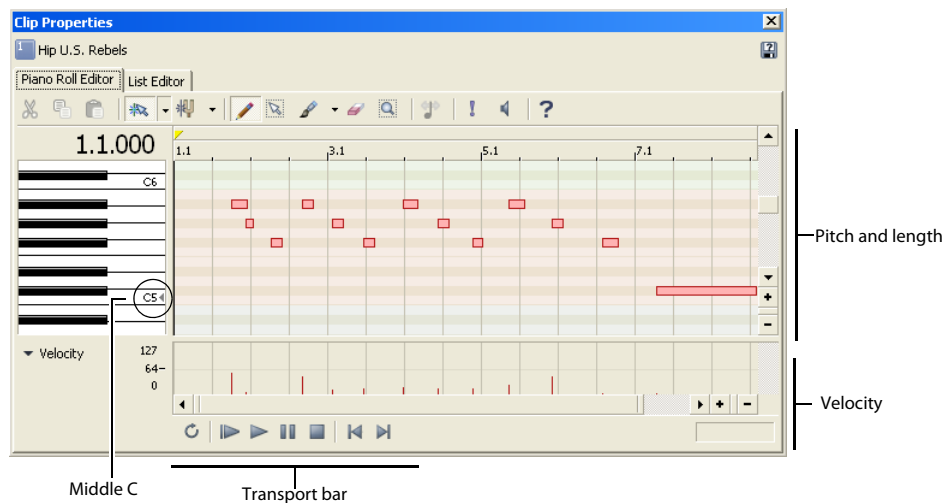 Clip Properties
1 Hip U.S. Rebels
Piano Roll Editor List Editor
1.1.000
1.1 3.1 5.1 7.1
C6
Pitch and length
C5
Velocity 127
64
0
Velocity
Middle C
Transport bar